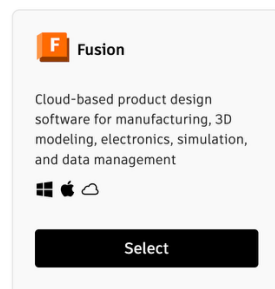 F Fusion
Cloud-based product design
software for manufacturing, 3D
modeling, electronics, simulation,
and data management
Select